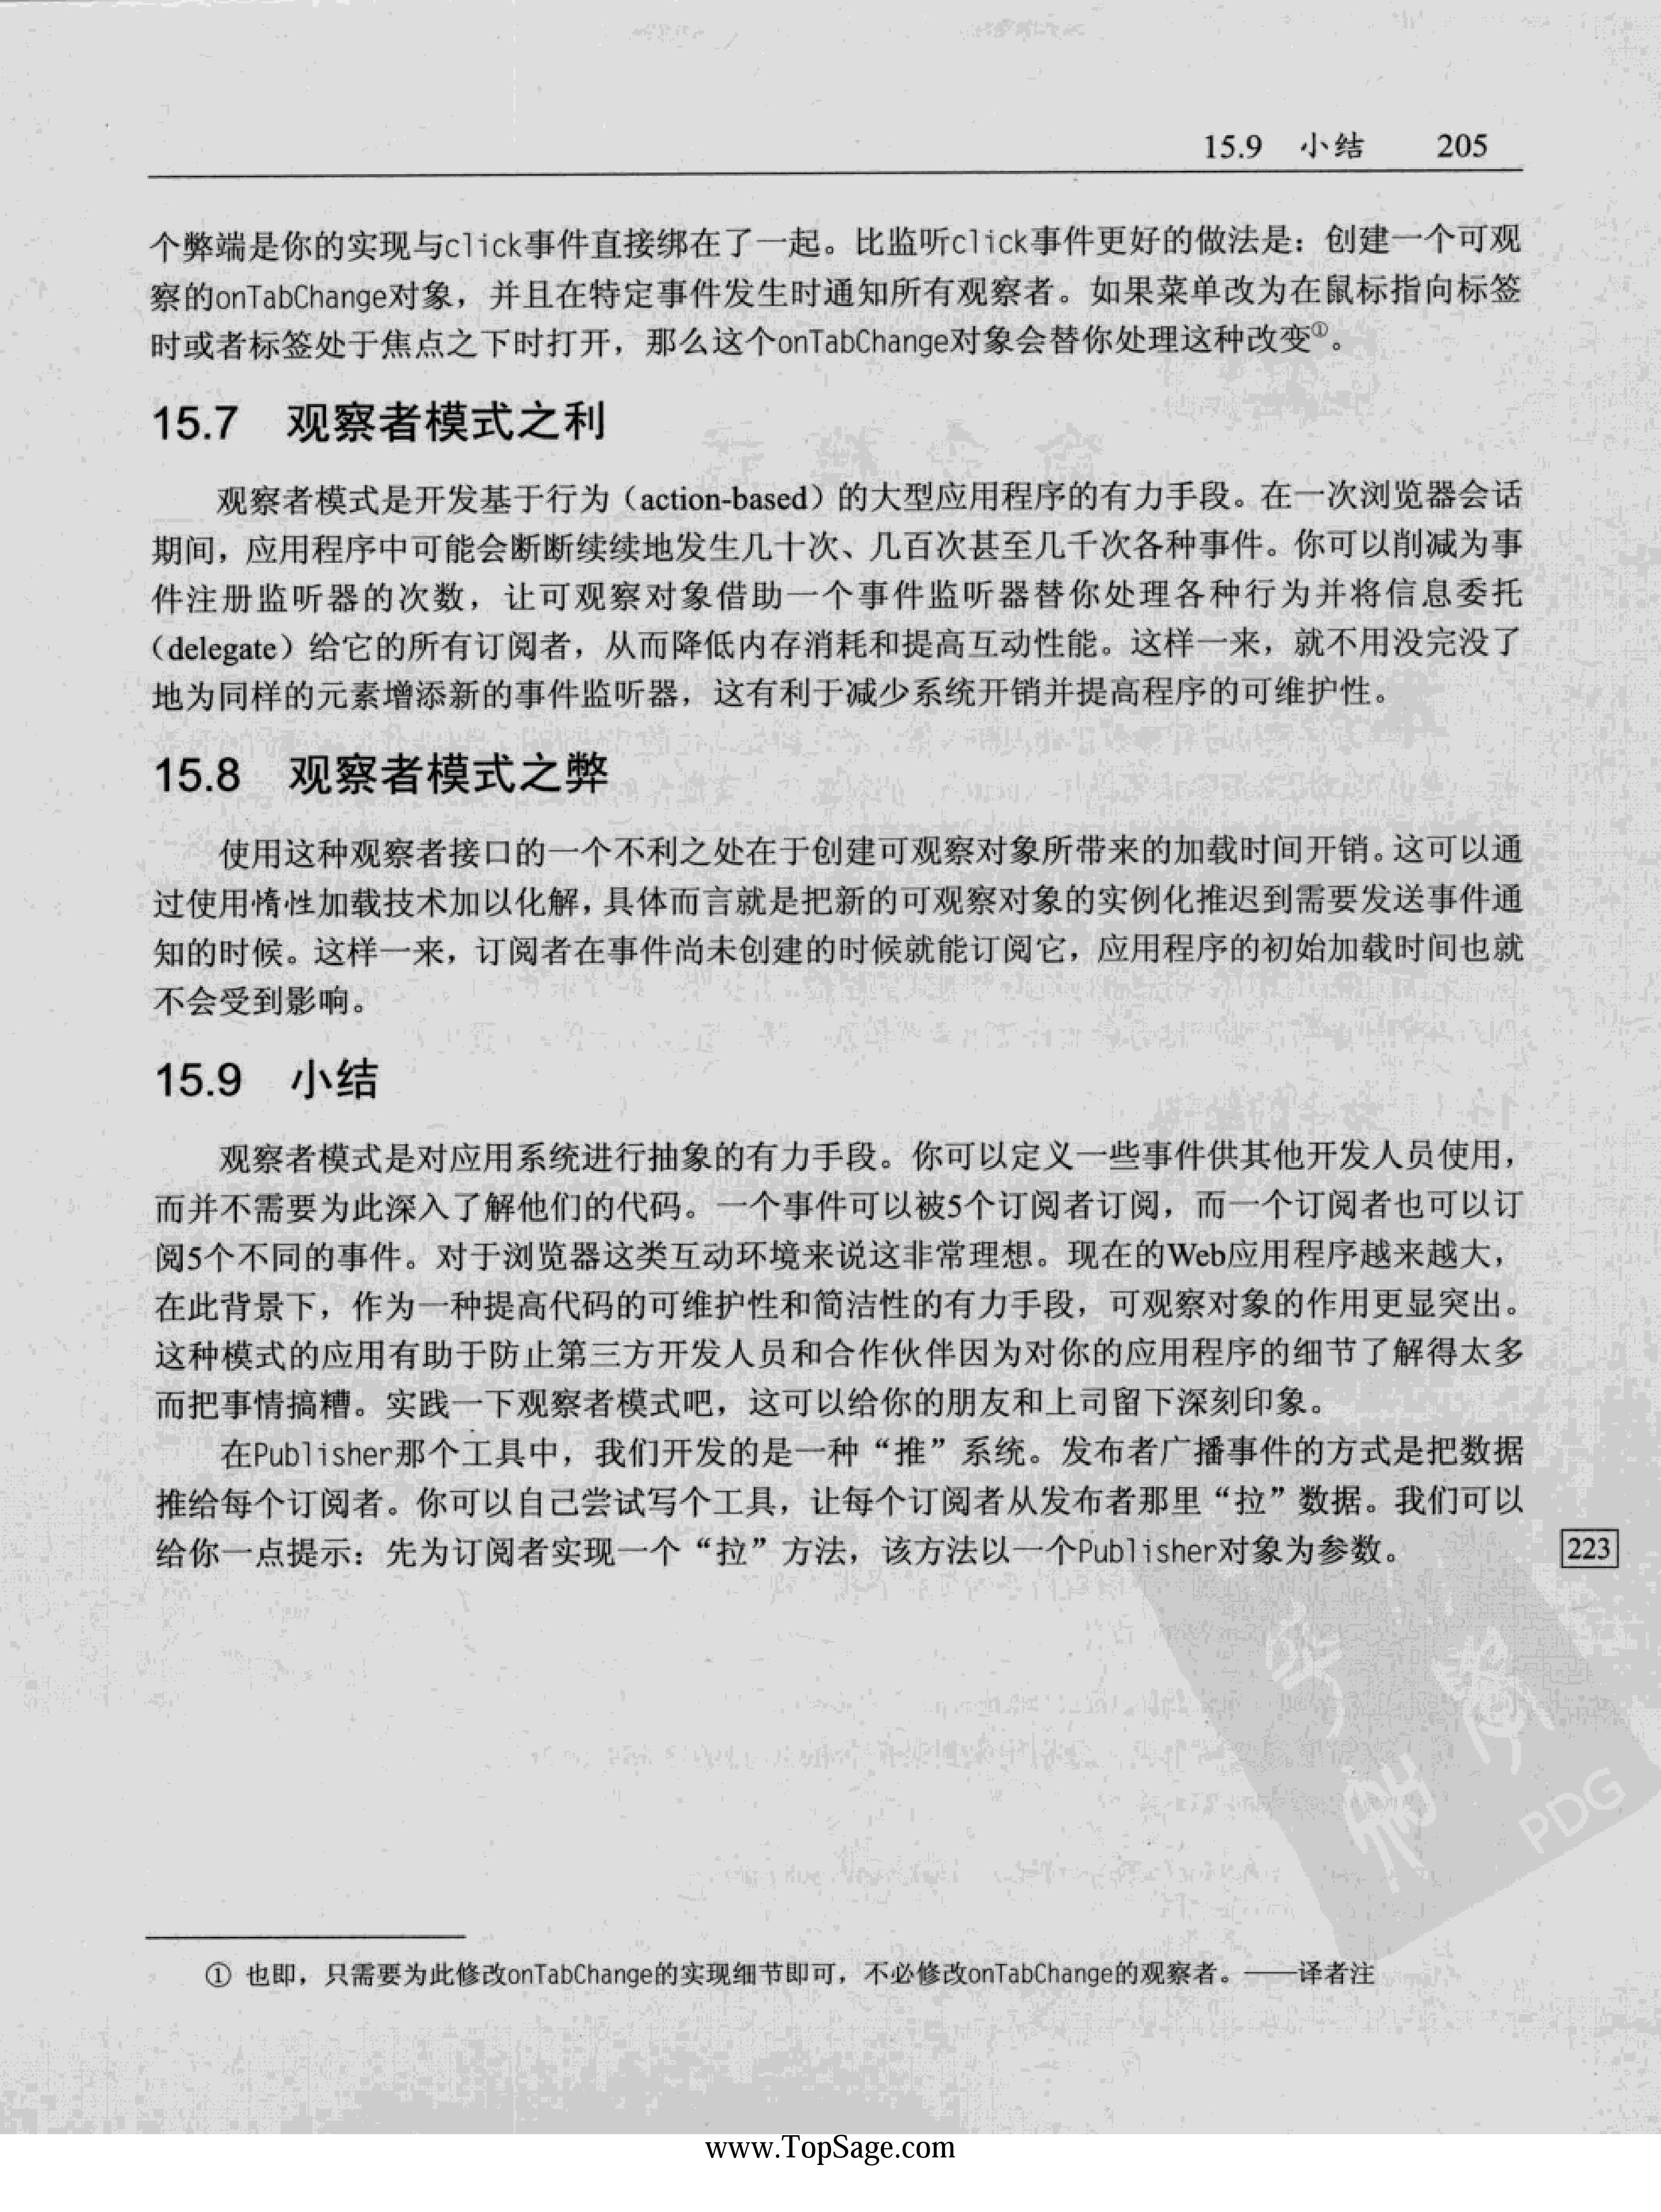 15.9 小结 205
个弊端是你的实现与click事件直接绑在了一起。比监听click事件更好的做法是：创建一个可观
察的onTabChange对象，并且在特定事件发生时通知所有观察者。如果菜单改为在鼠标指向标签
时或者标签处于焦点之下时打开，那么这个onTabChange对象会替你处理这种改变①。
15.7 观察者模式之利
观察者模式是开发基于行为（action-based）的大型应用程序的有力手段。在一次浏览器会话
期间，应用程序中可能会断断续续地发生几十次、几百次甚至几千次各种事件。你可以削减为事
件注册监听器的次数，让可观察对象借助一个事件监听器替你处理各种行为并将信息委托
（delegate）给它的所有订阅者，从而降低内存消耗和提高互动性能。这样一来，就不用没完没了
地为同样的元素增添新的事件监听器，这有利于减少系统开销并提高程序的可维护性。
15.8 观察者模式之弊
使用这种观察者接口的一个不利之处在于创建可观察对象所带来的加载时间开销。这可以通
过使用惰性加载技术加以化解，具体而言就是把新的可观察对象的实例化推迟到需要发送事件通
知的时候。这样一来，订阅者在事件尚未创建的时候就能订阅它，应用程序的初始加载时间也就
不会受到影响。
15.9 小结
观察者模式是对应用系统进行抽象的有力手段。你可以定义一些事件供其他开发人员使用，
而并不需要为此深入了解他们的代码。一个事件可以被5个订阅者订阅，而一个订阅者也可以订
阅5个不同的事件。对于浏览器这类互动环境来说这非常理想。现在的Web应用程序越来越大，
在此背景下，作为一种提高代码的可维护性和简洁性的有力手段，可观察对象的作用更显突出。
这种模式的应用有助于防止第三方开发人员和合作伙伴因为对你的应用程序的细节了解得太多
而把事情搞糟。实践一下观察者模式吧，这可以给你的朋友和上司留下深刻印象。
在Publisher那个工具中，我们开发的是一种“推”系统。发布者广播事件的方式是把数据
推给每个订阅者。你可以自己尝试写个工具，让每个订阅者从发布者那里“拉”数据。我们可以
给你一点提示：先为订阅者实现一个“拉”方法，该方法以一个Publisher对象为参数。
223
PDG
① 也即，只需要为此修改onTabChange的实现细节即可，不必修改onTabChange的观察者。——译者注
www.TopSage.com